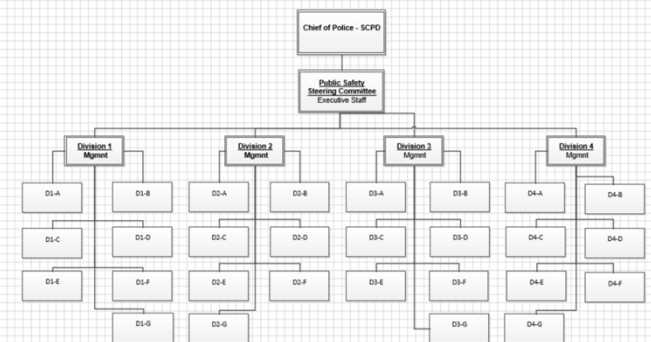 Chief of Police - SCPD
Public Safety
Steering Committee
Executive Staff
Division 1
Mgmnt
Division 2
Mgmnt
Division 3
Mgmnt
Division 4
Mgmnt
D1-A
D1-B
D2-A
D2-B
D3-A
D3-B
D4-A
D4-B
D1-C
D1-D
D2-C
D2-D
D3-C
D3-D
D4-C
D4-D
D1-E
D1-F
D2-E
D2-F
D3-E
D3-F
D4-E
D4-F
D1-G
D2-G
D3-G
D4-G